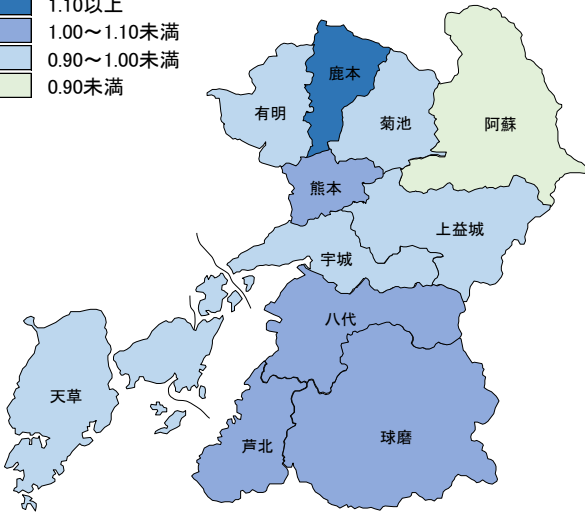 1.10以上
1.00～1.10未満
0.90～1.00未満
0.90未満
鹿本
有明
菊池
阿蘇
熊本
上益城
宇城
八代
天草
芦北
球磨